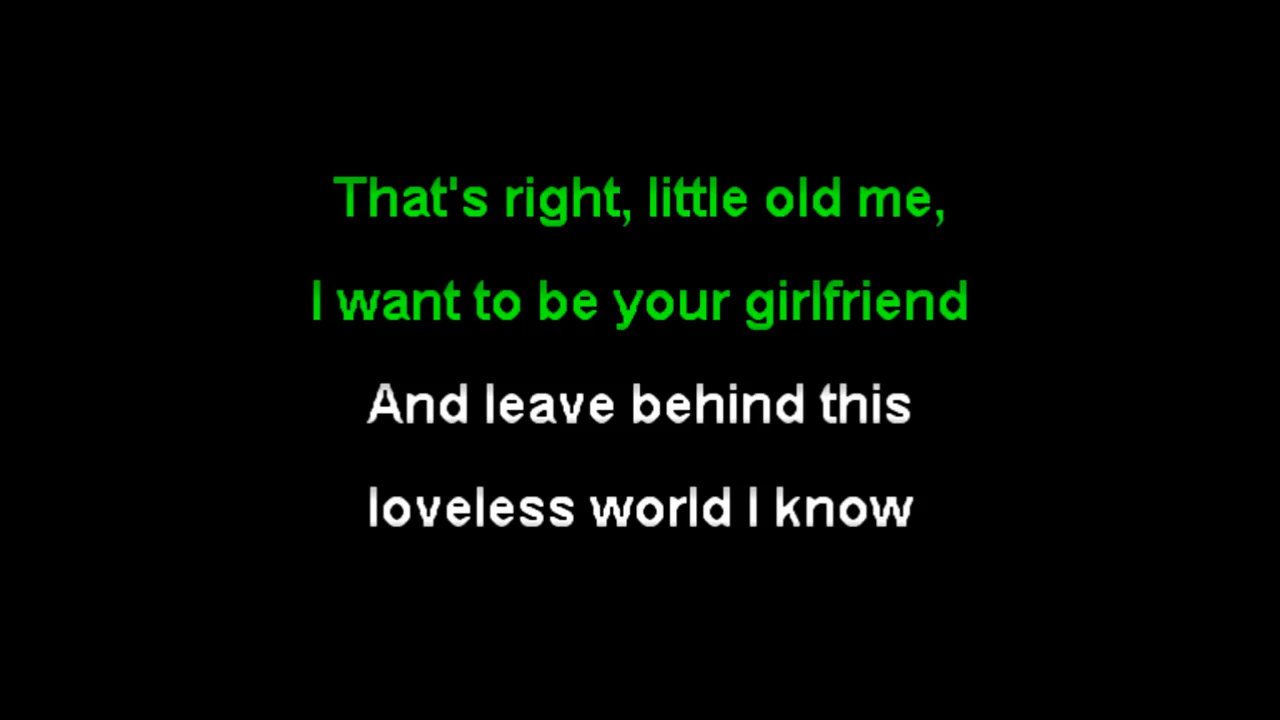 That's right, little old me,
I want to be your girlfriend
And leave behind this
loveless world I know